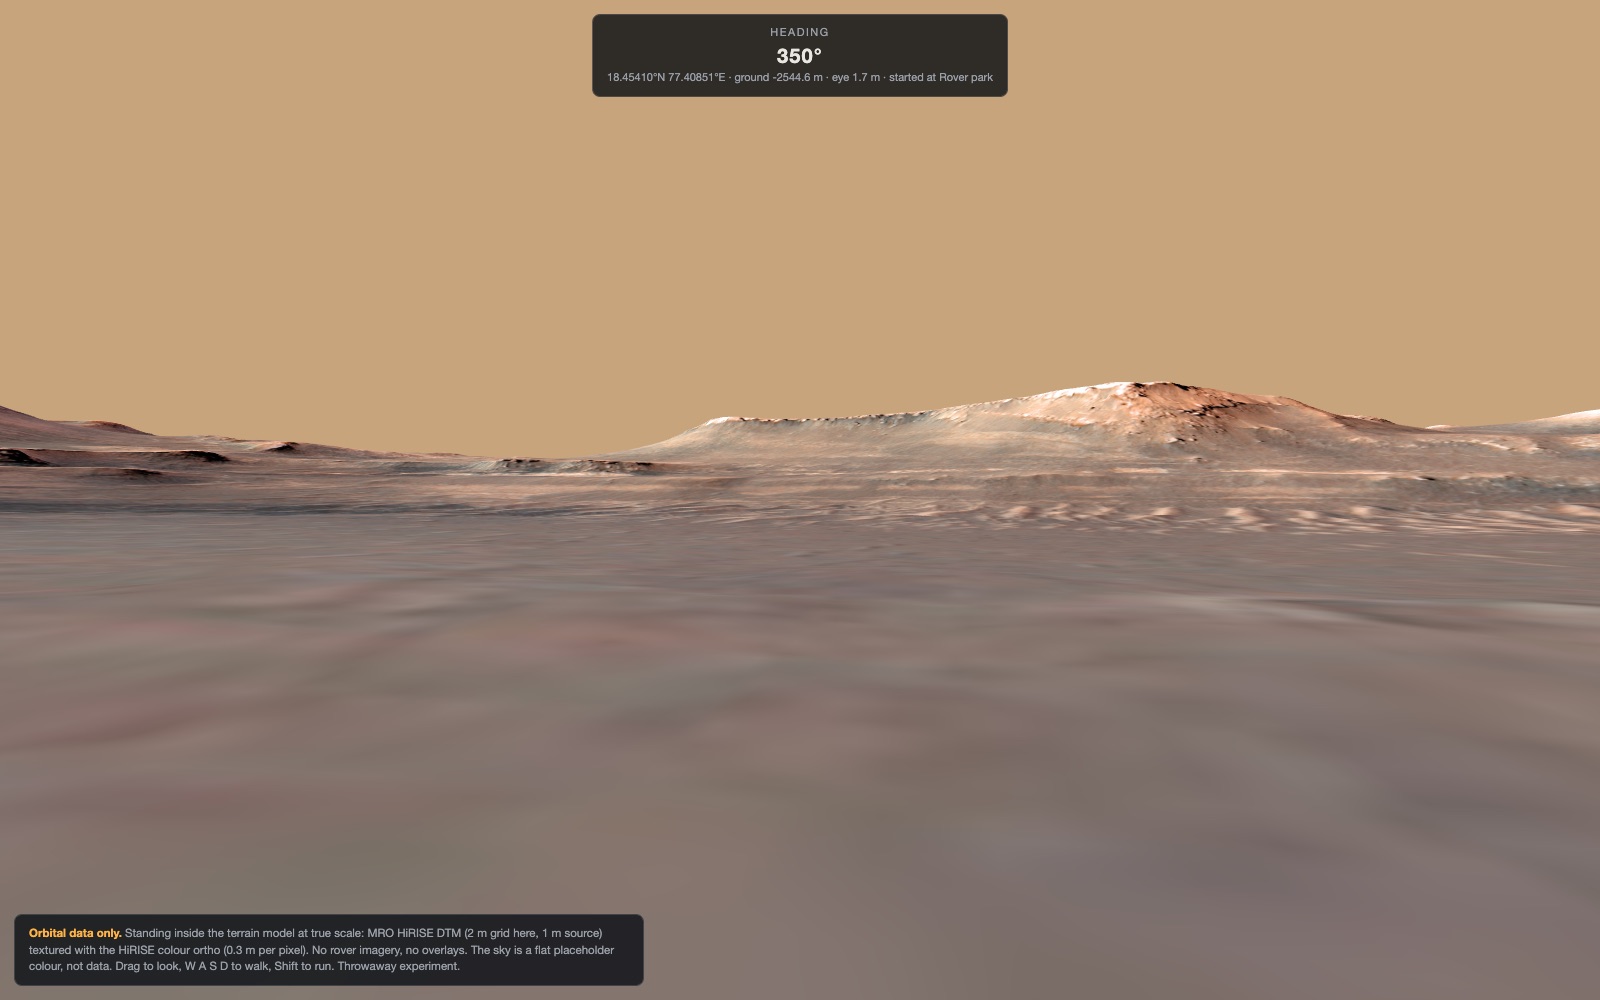 HEADING
350°
18.45410°N 77.40851°E · ground -2544.6 m · eye 1.7 m · started at Rover park
Orbital data only. Standing inside the terrain model at true scale: MRO HiRISE DTM (2 m grid here, 1 m source)
textured with the HiRISE colour ortho (0.3 m per pixel). No rover imagery, no overlays. The sky is a flat placeholder
colour, not data. Drag to look, W A S D to walk, Shift to run. Throwaway experiment.